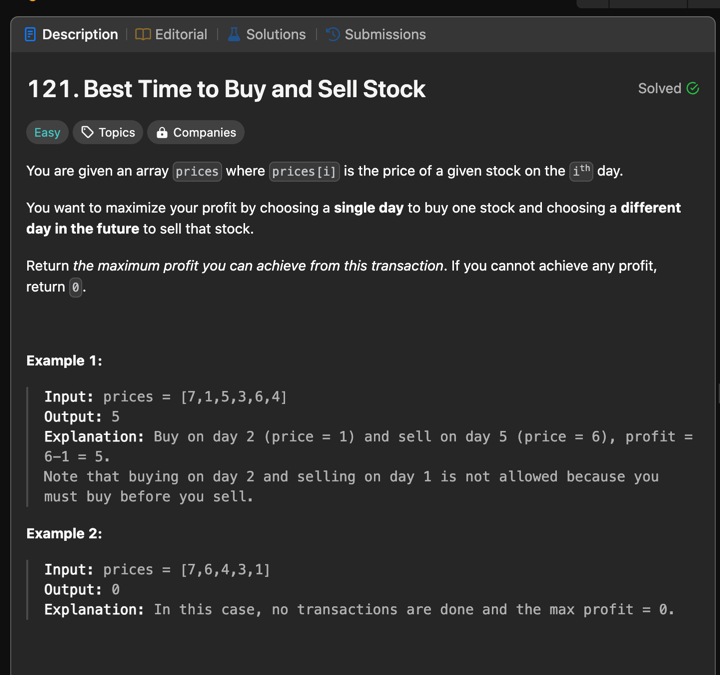 Description | Editorial | Solutions | Submissions
121. Best Time to Buy and Sell Stock
Solved
Easy Topics Companies
You are given an array prices where prices[i] is the price of a given stock on the ith day.
You want to maximize your profit by choosing a single day to buy one stock and choosing a different
day in the future to sell that stock.
Return the maximum profit you can achieve from this transaction. If you cannot achieve any profit,
return 0.
Example 1:
Input: prices = [7,1,5,3,6,4]
Output: 5
Explanation: Buy on day 2 (price = 1) and sell on day 5 (price = 6), profit =
6-1 = 5.
Note that buying on day 2 and selling on day 1 is not allowed because you
must buy before you sell.
Example 2:
Input: prices = [7,6,4,3,1]
Output: 0
Explanation: In this case, no transactions are done and the max profit = 0.